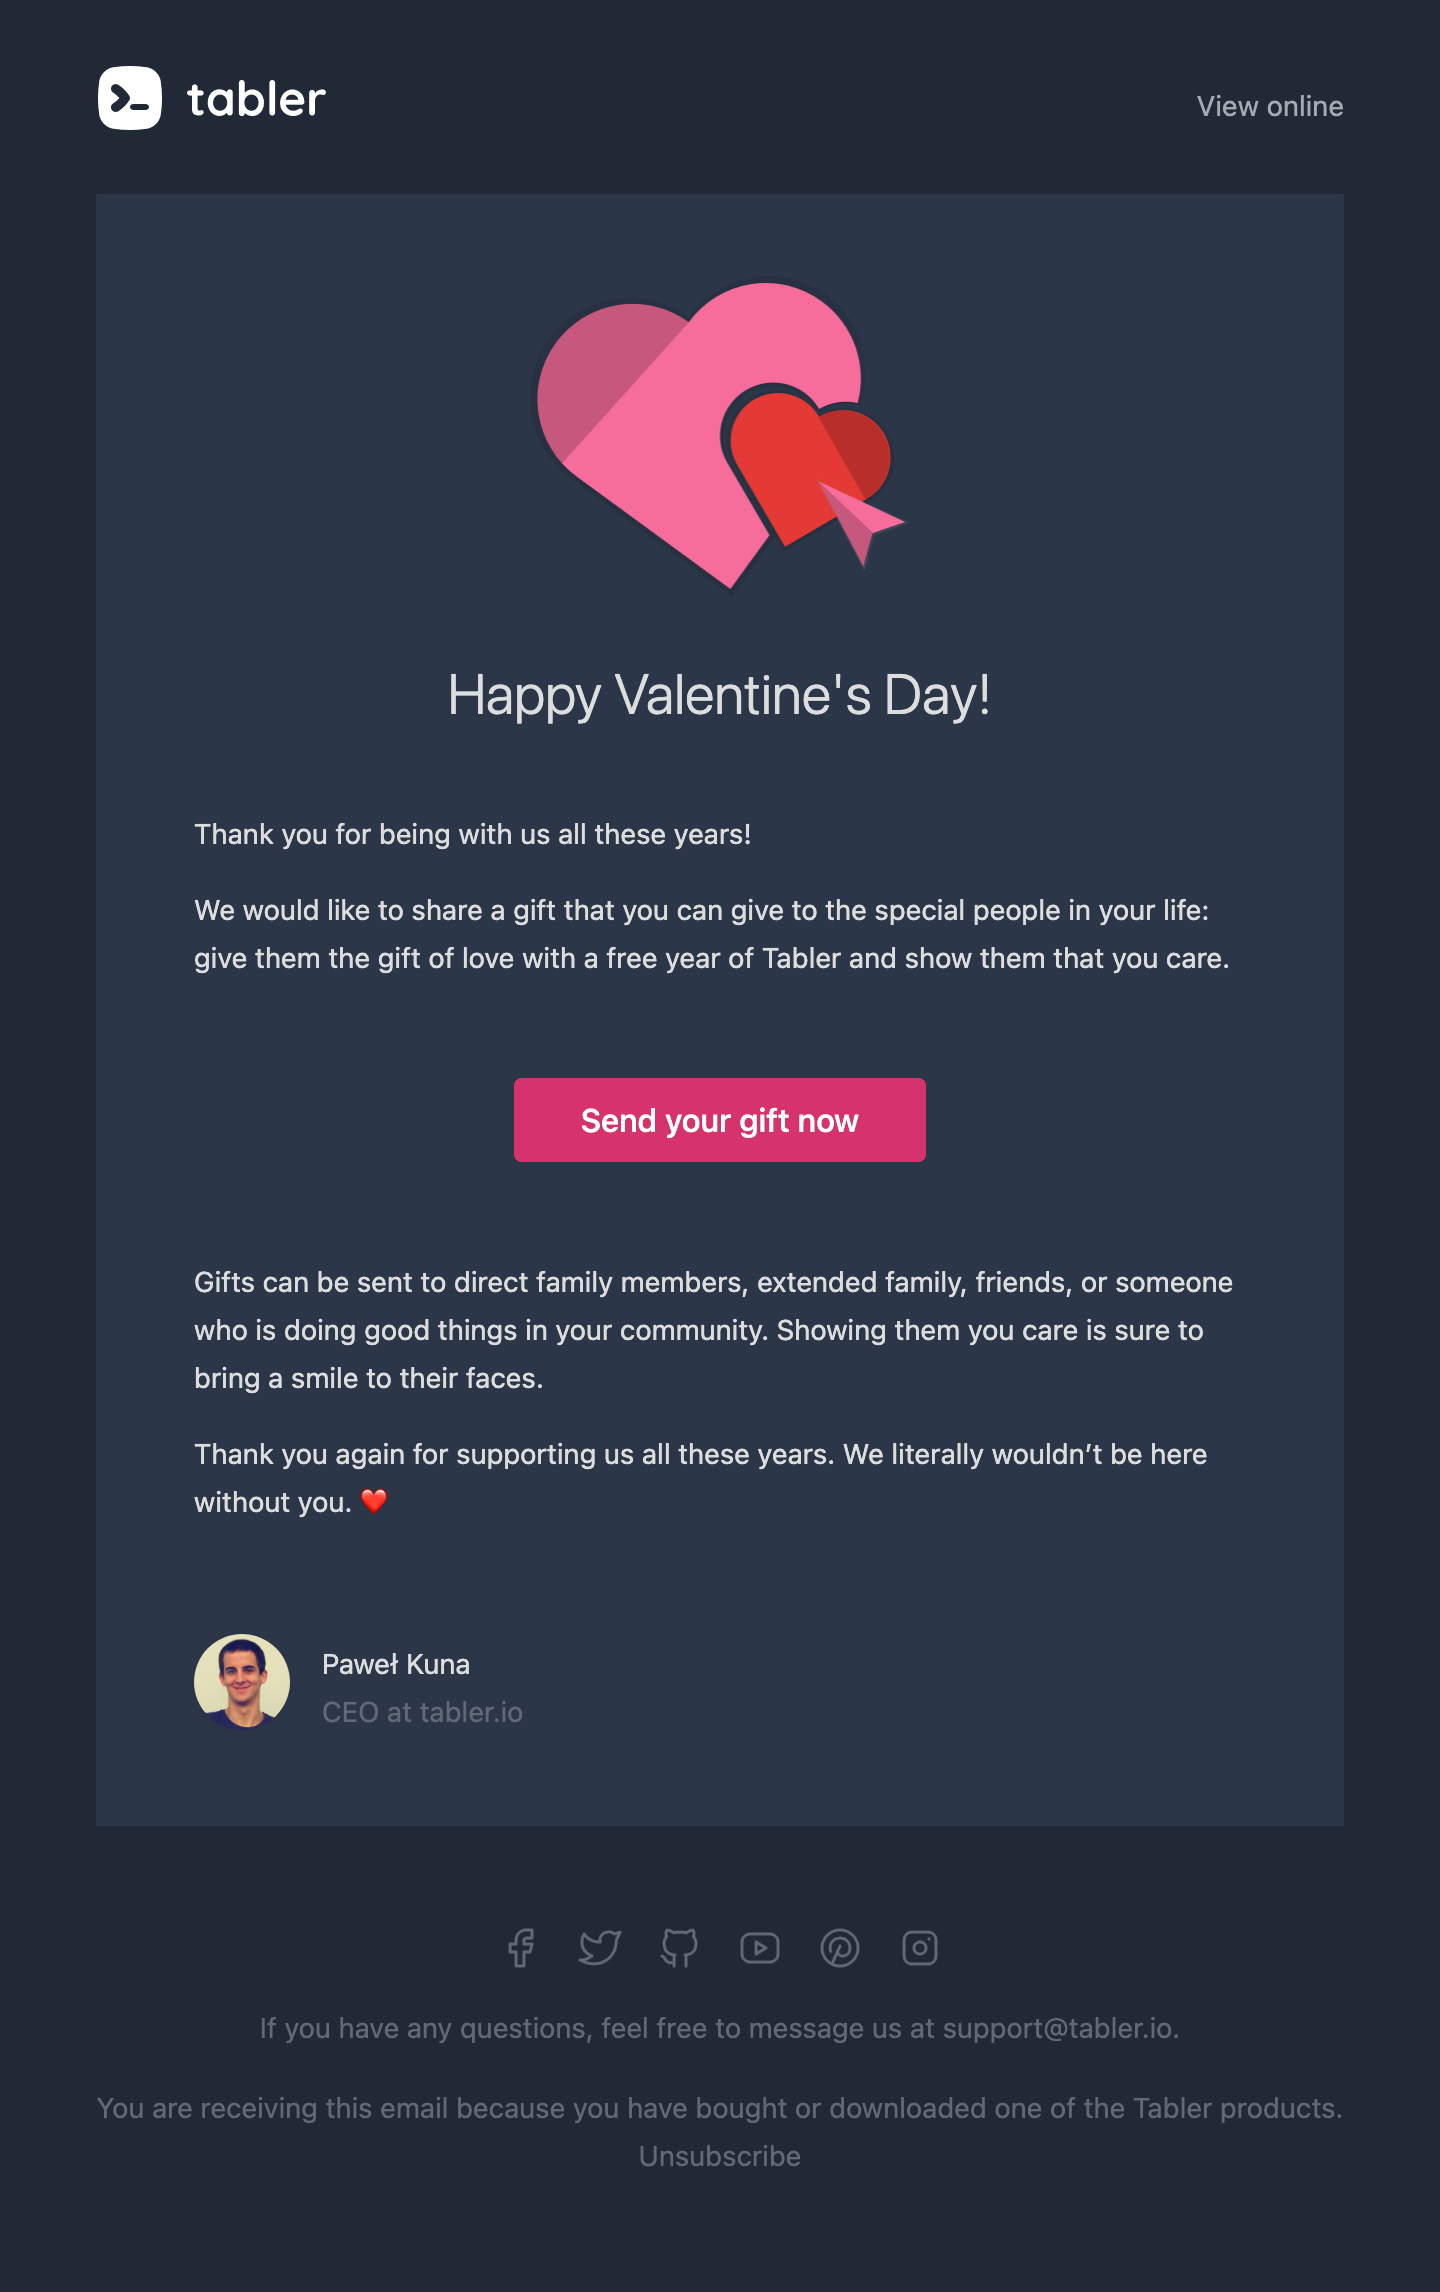 tabler
View online
Happy Valentine's Day!
Thank you for being with us all these years!
We would like to share a gift that you can give to the special people in your life:
give them the gift of love with a free year of Tabler and show them that you care.
Send your gift now
Gifts can be sent to direct family members, extended family, friends, or someone
who is doing good things in your community. Showing them you care is sure to
bring a smile to their faces.
Thank you again for supporting us all these years. We literally wouldn’t be here
without you. ❤️
Paweł Kuna
CEO at tabler.io
If you have any questions, feel free to message us at support@tabler.io.
You are receiving this email because you have bought or downloaded one of the Tabler products.
Unsubscribe